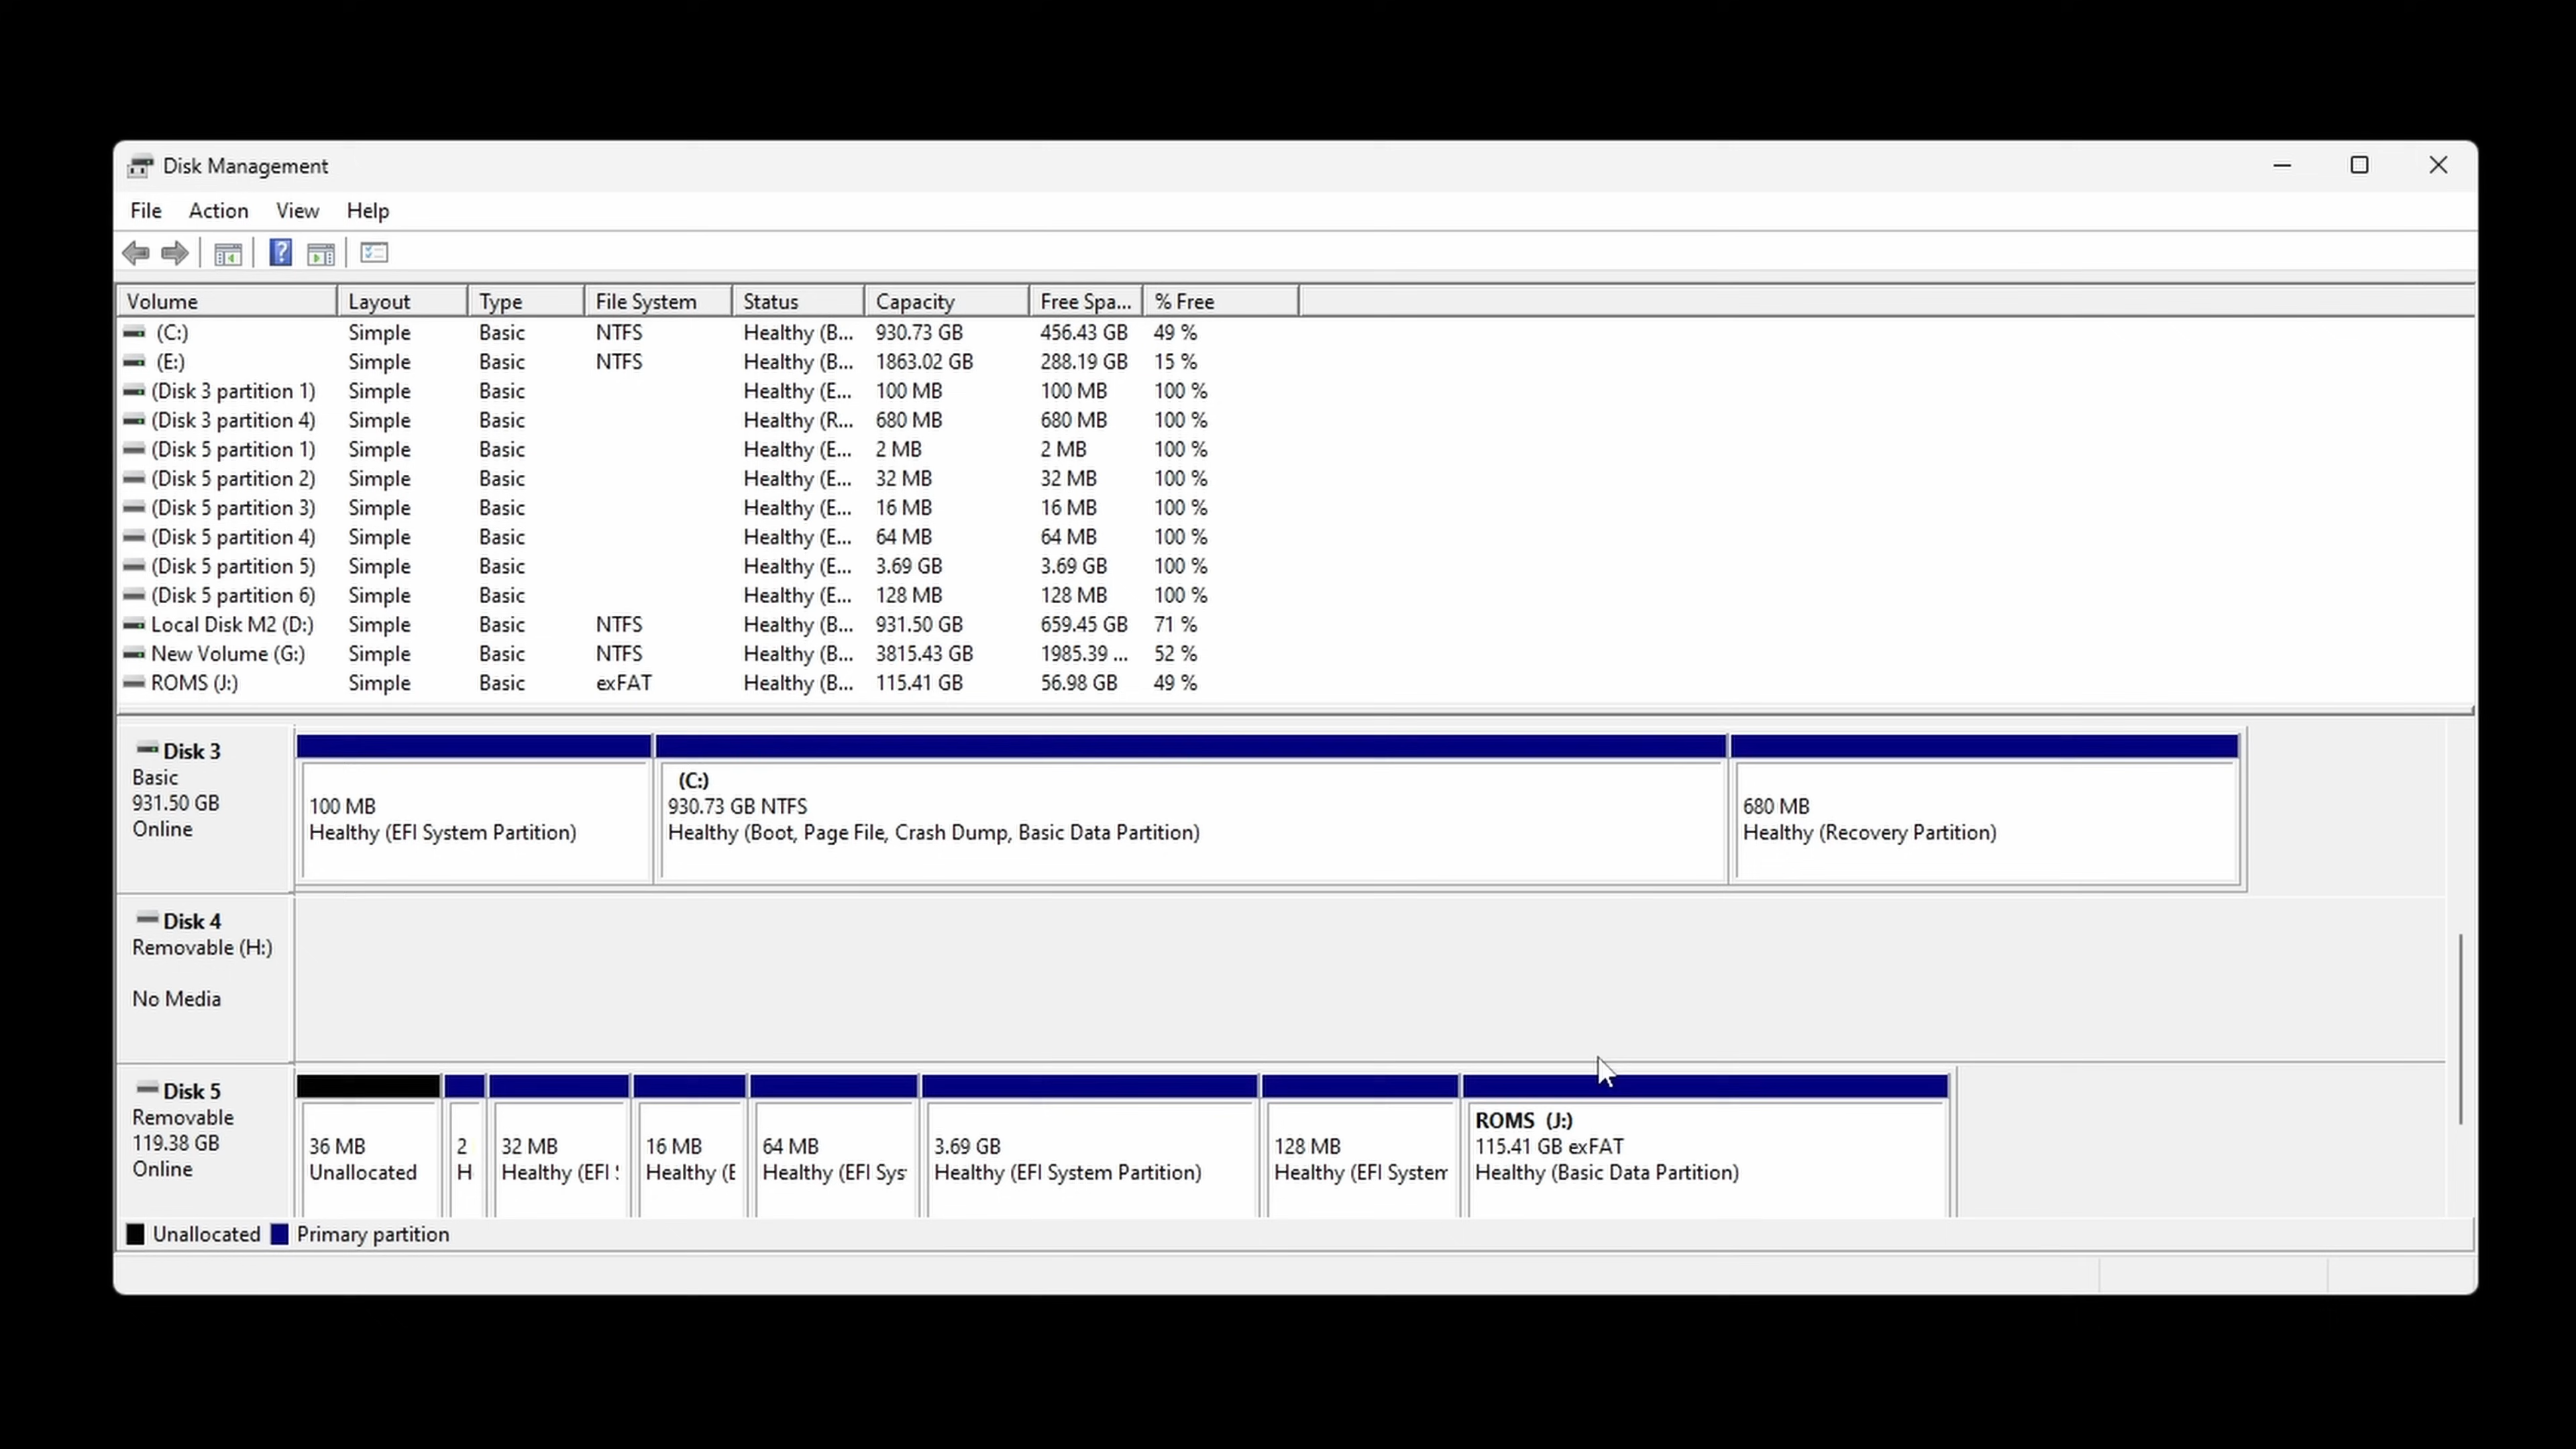 Disk Management
File Action View Help
Volume Layout Type File System Status Capacity Free Spa... % Free
(C:) Simple Basic NTFS Healthy (B... 930.73 GB 456.43 GB 49 %
(E:) Simple Basic NTFS Healthy (B... 1863.02 GB 288.19 GB 15 %
(Disk 3 partition 1) Simple Basic Healthy (E... 100 MB 100 MB 100 %
(Disk 3 partition 4) Simple Basic Healthy (R... 680 MB 680 MB 100 %
(Disk 5 partition 1) Simple Basic Healthy (E... 2 MB 2 MB 100 %
(Disk 5 partition 2) Simple Basic Healthy (E... 32 MB 32 MB 100 %
(Disk 5 partition 3) Simple Basic Healthy (E... 16 MB 16 MB 100 %
(Disk 5 partition 4) Simple Basic Healthy (E... 64 MB 64 MB 100 %
(Disk 5 partition 5) Simple Basic Healthy (E... 3.69 GB 3.69 GB 100 %
(Disk 5 partition 6) Simple Basic Healthy (E... 128 MB 128 MB 100 %
Local Disk M2 (D:) Simple Basic NTFS Healthy (B... 931.50 GB 659.45 GB 71 %
New Volume (G:) Simple Basic NTFS Healthy (B... 3815.43 GB 1985.39 ... 52 %
ROMS (J:) Simple Basic exFAT Healthy (B... 115.41 GB 56.98 GB 49 %
Disk 3
Basic
931.50 GB
Online
100 MB
Healthy (EFI System Partition)
(C:)
930.73 GB NTFS
Healthy (Boot, Page File, Crash Dump, Basic Data Partition)
680 MB
Healthy (Recovery Partition)
Disk 4
Removable (H:)
No Media
Disk 5
Removable
119.38 GB
Online
36 MB
Unallocated
2
H
32 MB
Healthy (EFI :
16 MB
Healthy (E
64 MB
Healthy (EFI Sys
3.69 GB
Healthy (EFI System Partition)
128 MB
Healthy (EFI System
ROMS (J:)
115.41 GB exFAT
Healthy (Basic Data Partition)
Unallocated Primary partition